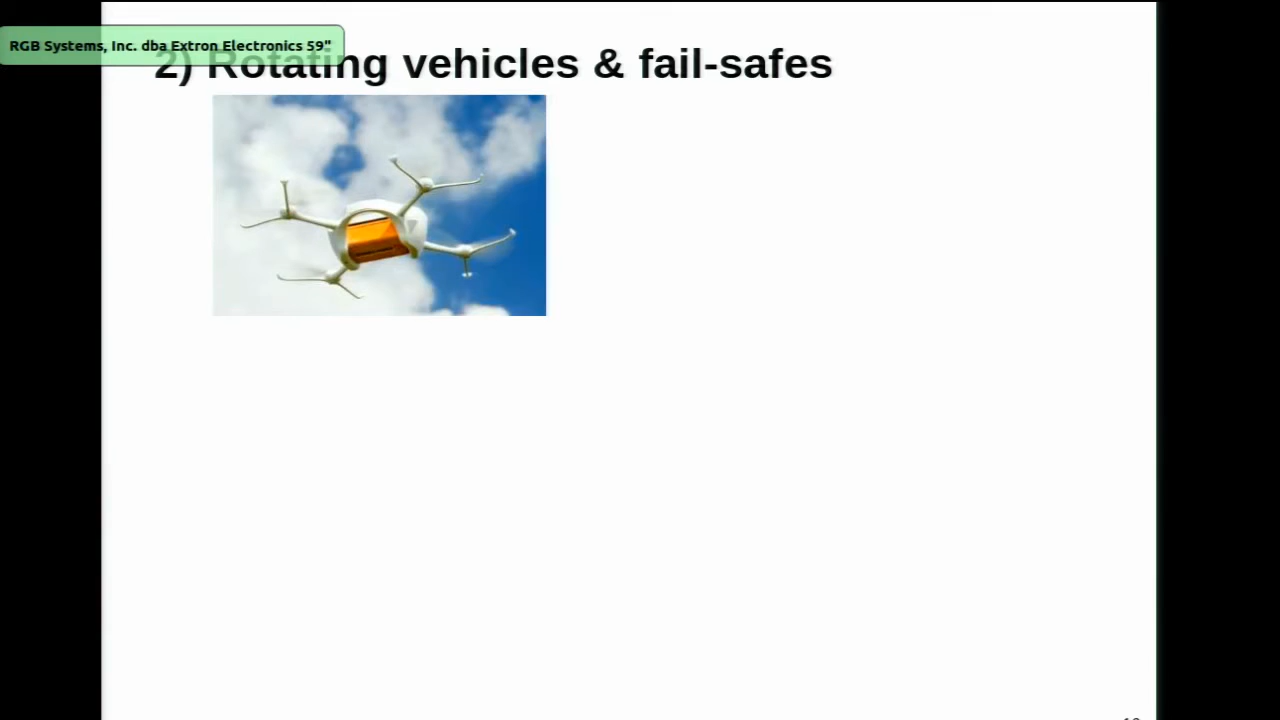 RGB Systems, Inc. dba Extron Electronics 59"
2) Rotating vehicles & fail-safes